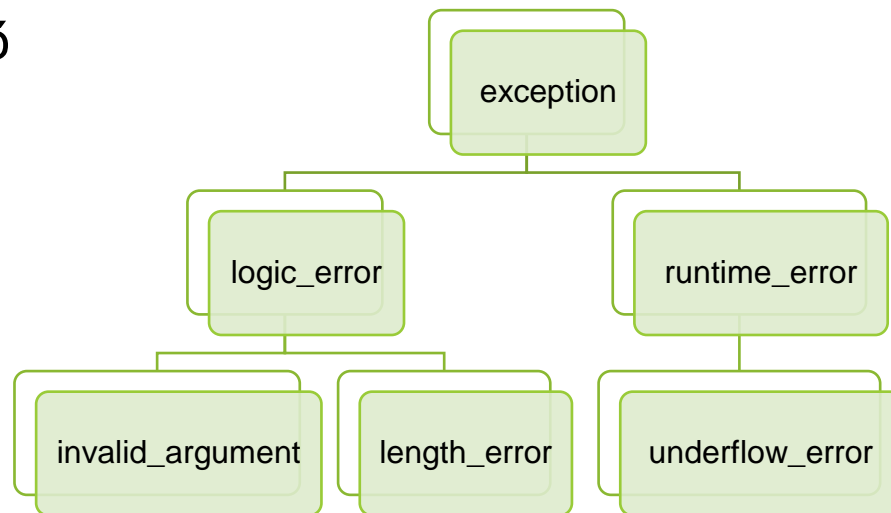 ő
exception
logic_error
runtime_error
invalid_argument
length_error
underflow_error